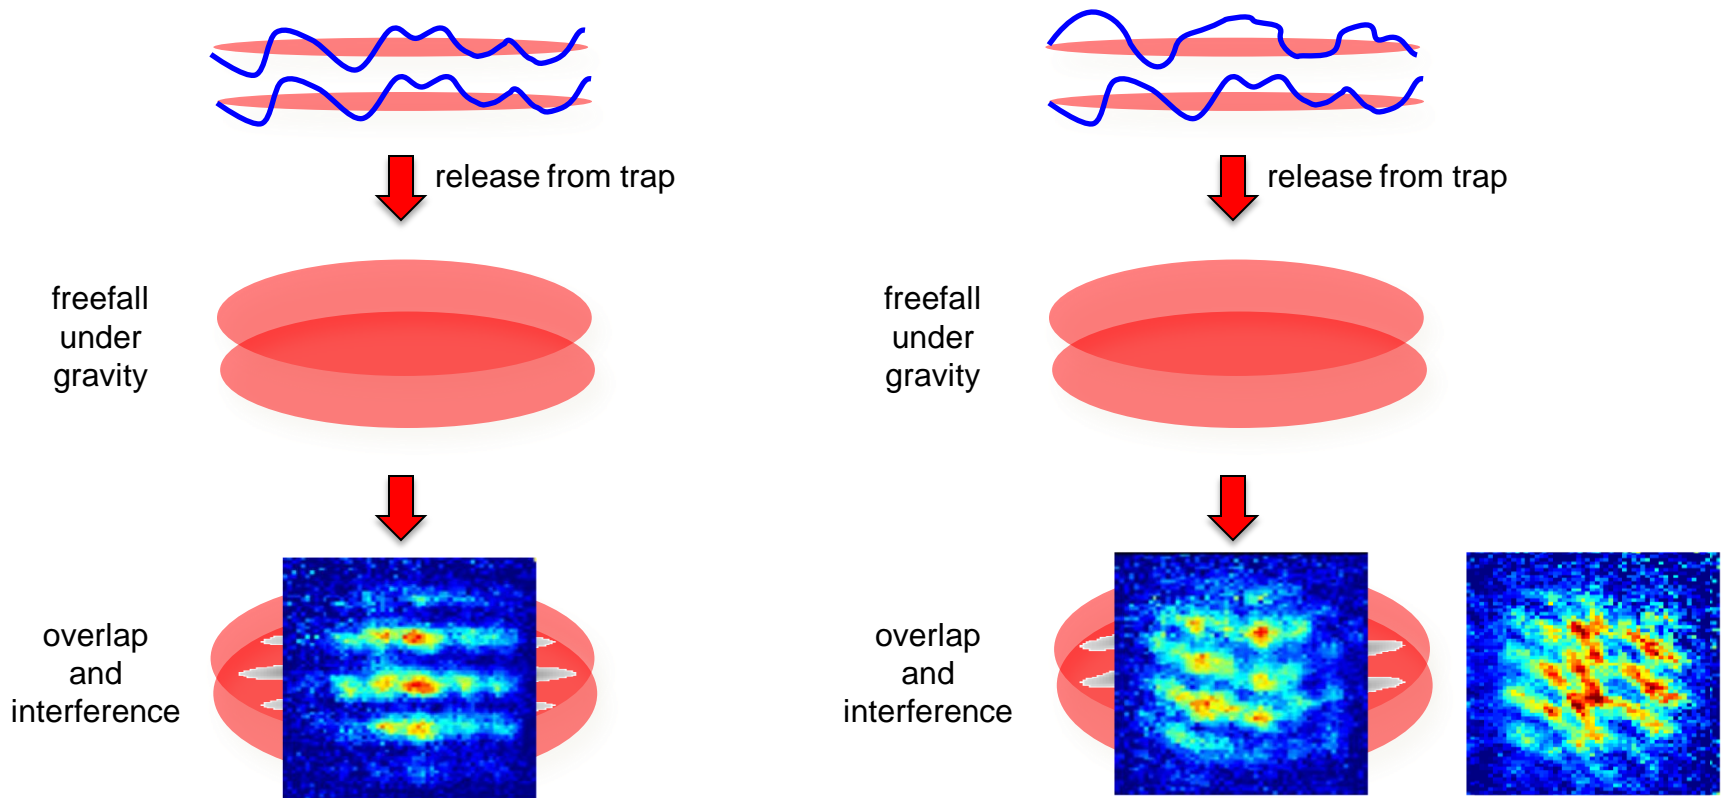 release from trap
freefall
under
gravity
overlap
and
interference
release from trap
freefall
under
gravity
overlap
and
interference